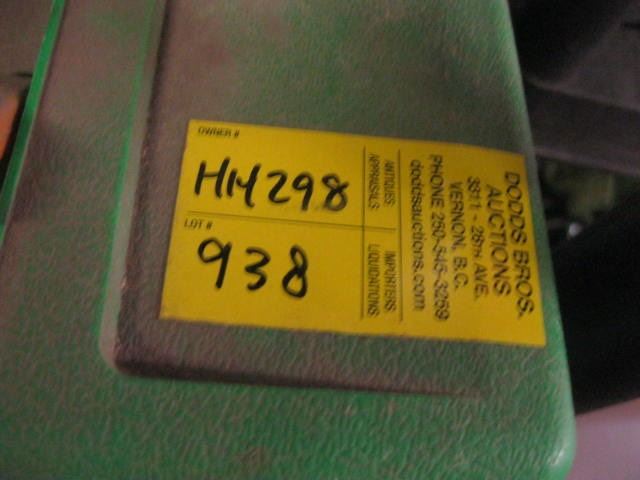 OWNER #
HH298
LOT #
938
ANTIQUES
APPRAISALS
IMPORTERS
LIQUIDATIONS
DODDS BROS.
AUCTIONS
3311 - 28TH AVE.
VERNON, B.C.
PHONE 250-545-3259
doddsauctions.com